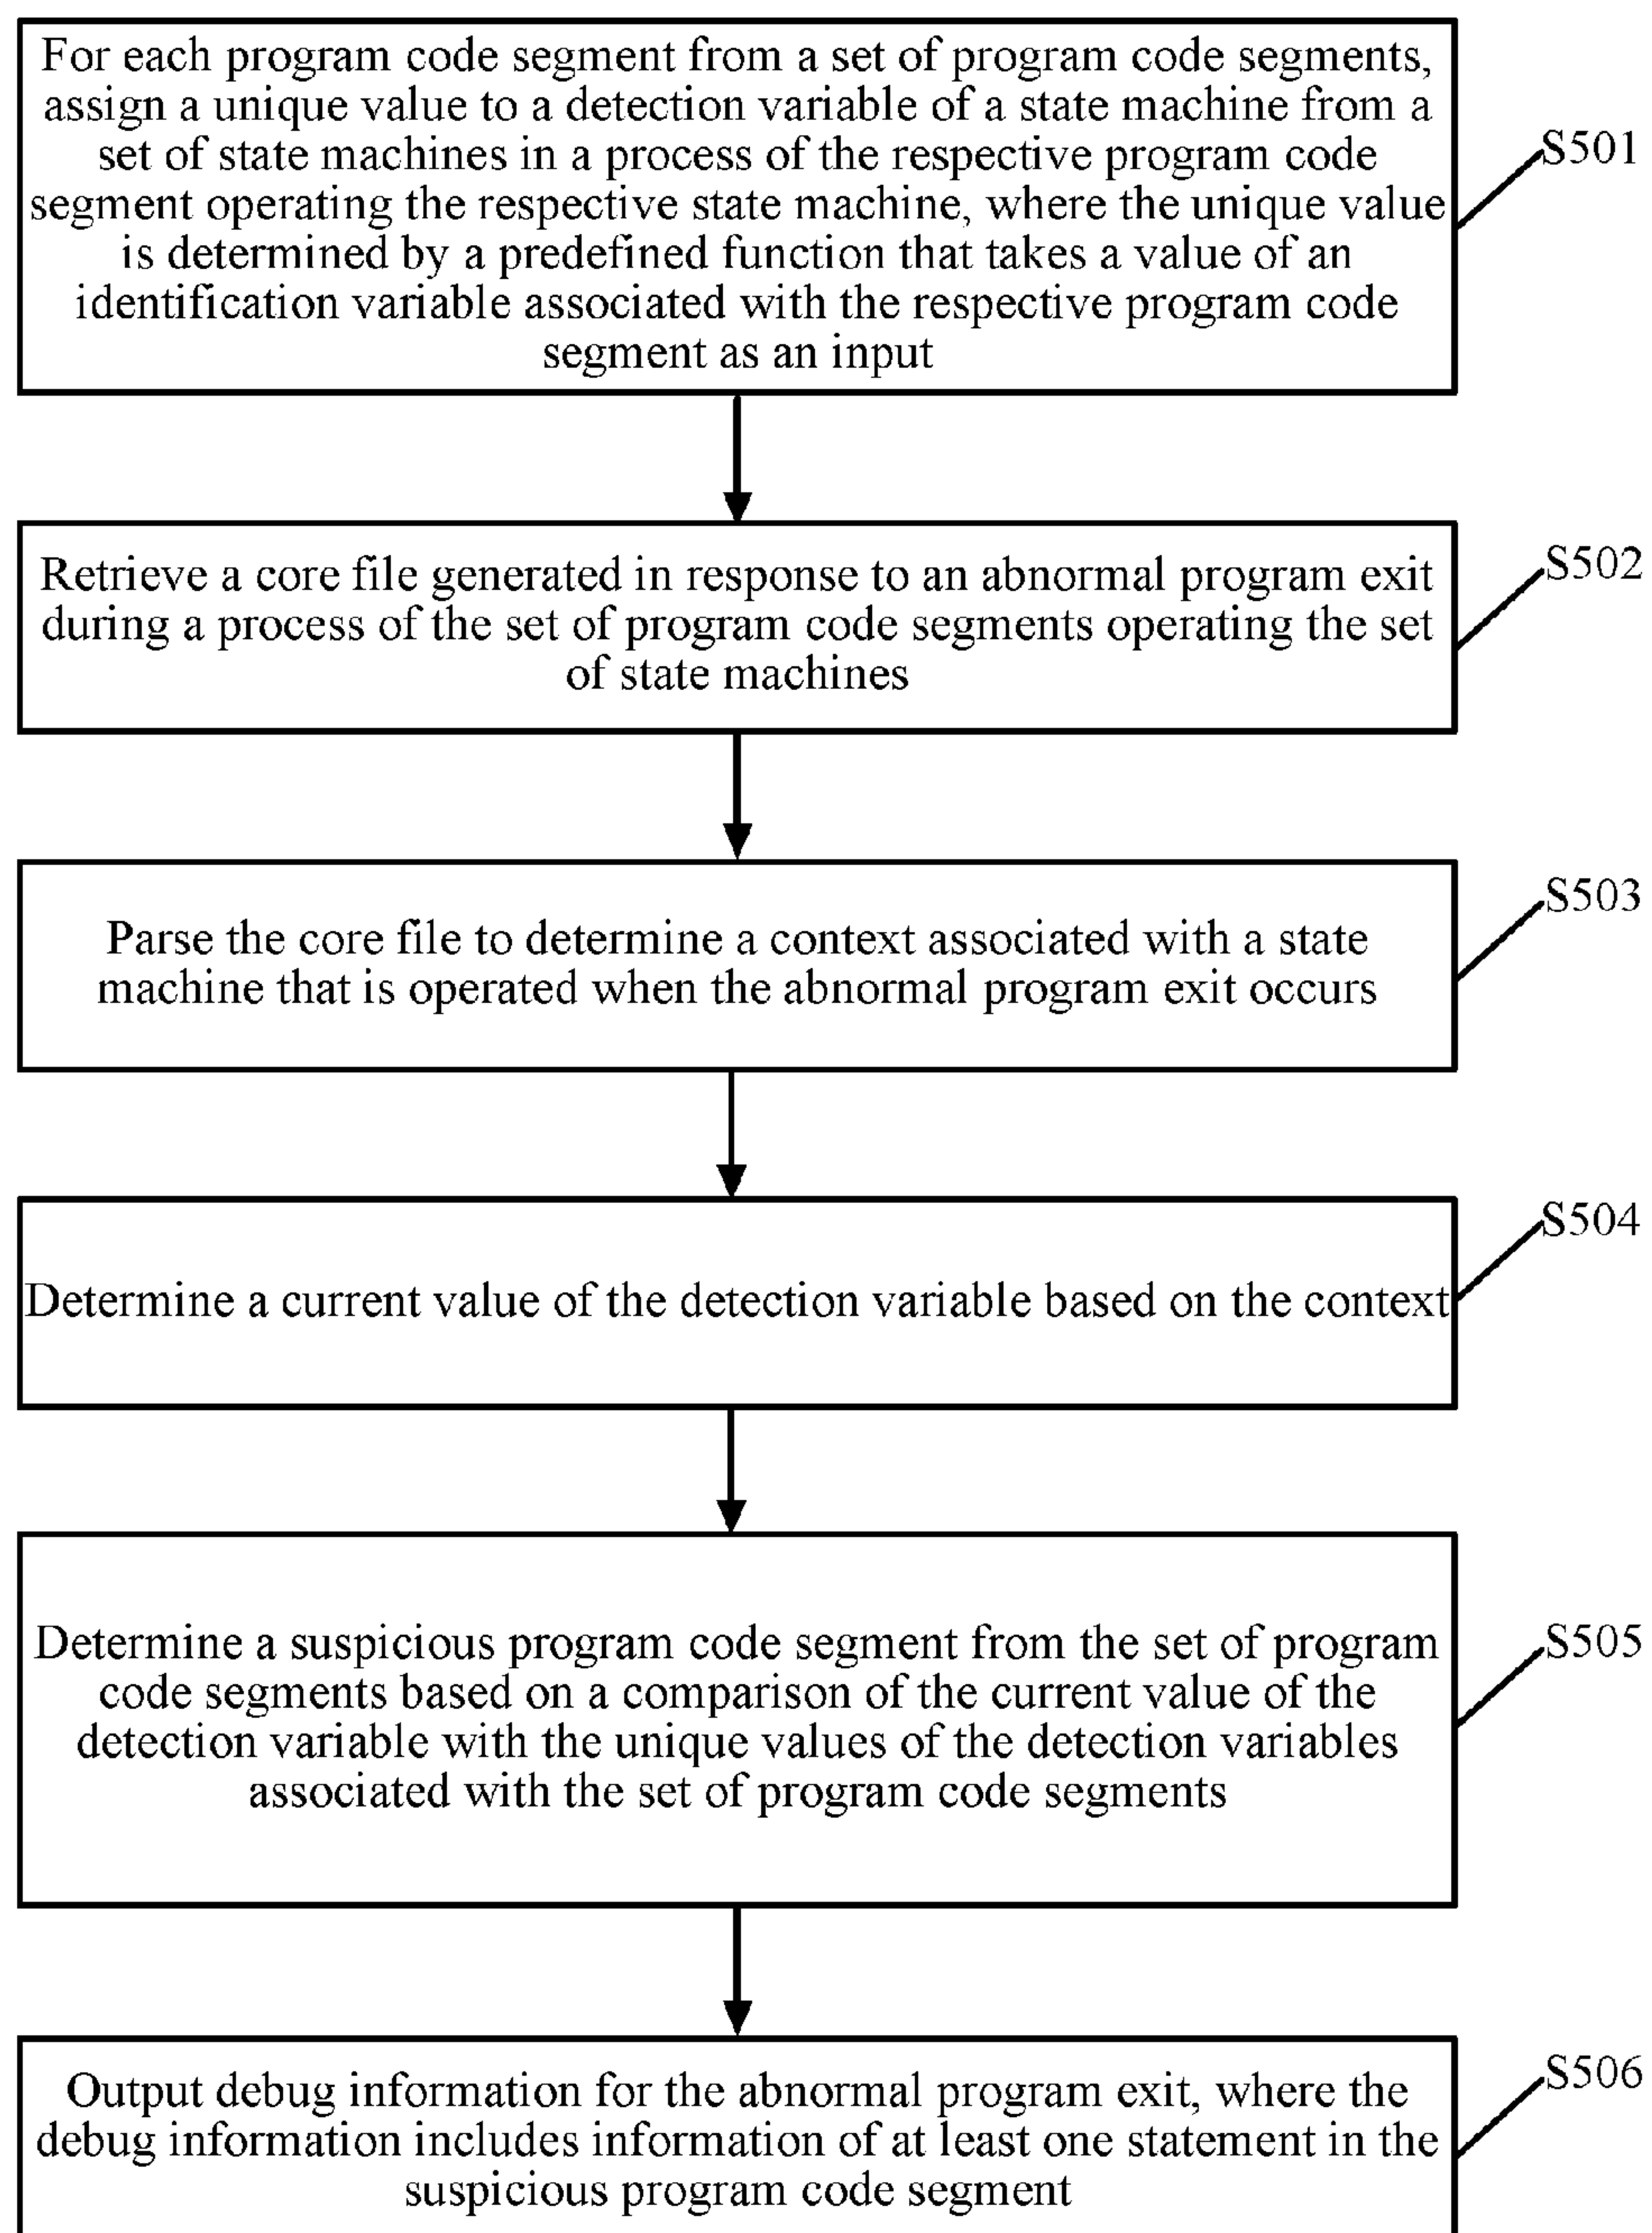 For each program code segment from a set of program code segments,
assign a unique value to a detection variable of a state machine from a
set of state machines in a process of the respective program code
segment operating the respective state machine, where the unique value
is determined by a predefined function that takes a value of an
identification variable associated with the respective program code
segment as an input
S501
Retrieve a core file generated in response to an abnormal program exit
during a process of the set of program code segments operating the set
of state machines
S502
Parse the core file to determine a context associated with a state
machine that is operated when the abnormal program exit occurs
S503
Determine a current value of the detection variable based on the context
S504
Determine a suspicious program code segment from the set of program
code segments based on a comparison of the current value of the
detection variable with the unique values of the detection variables
associated with the set of program code segments
S505
Output debug information for the abnormal program exit, where the
debug information includes information of at least one statement in the
suspicious program code segment
S506